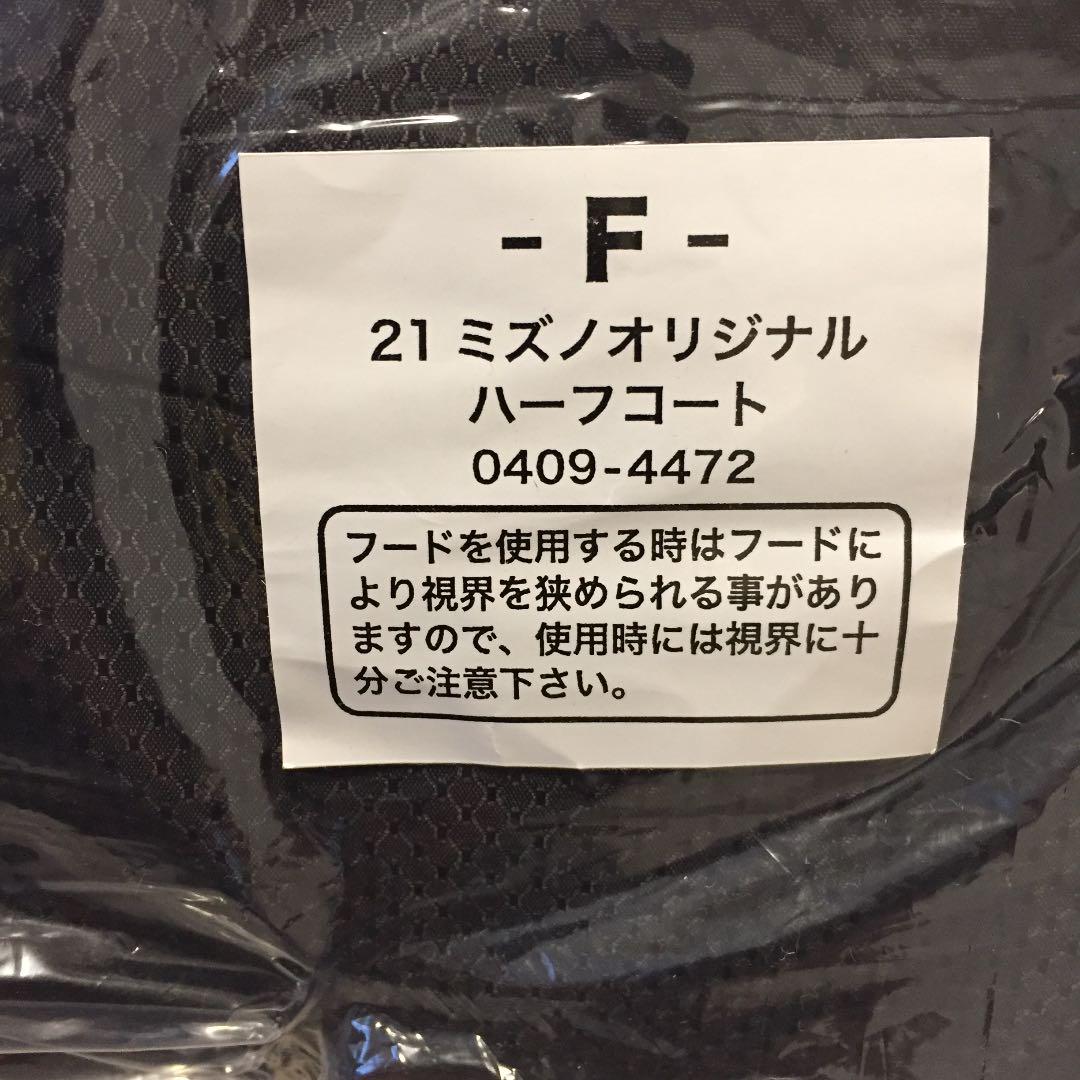 - F -
21 ミズノオリジナル
ハーフコート
0409-4472
フードを使用する時はフードに
より視界を狭められる事があり
ますので、使用時には視界に十
分ご注意下さい。